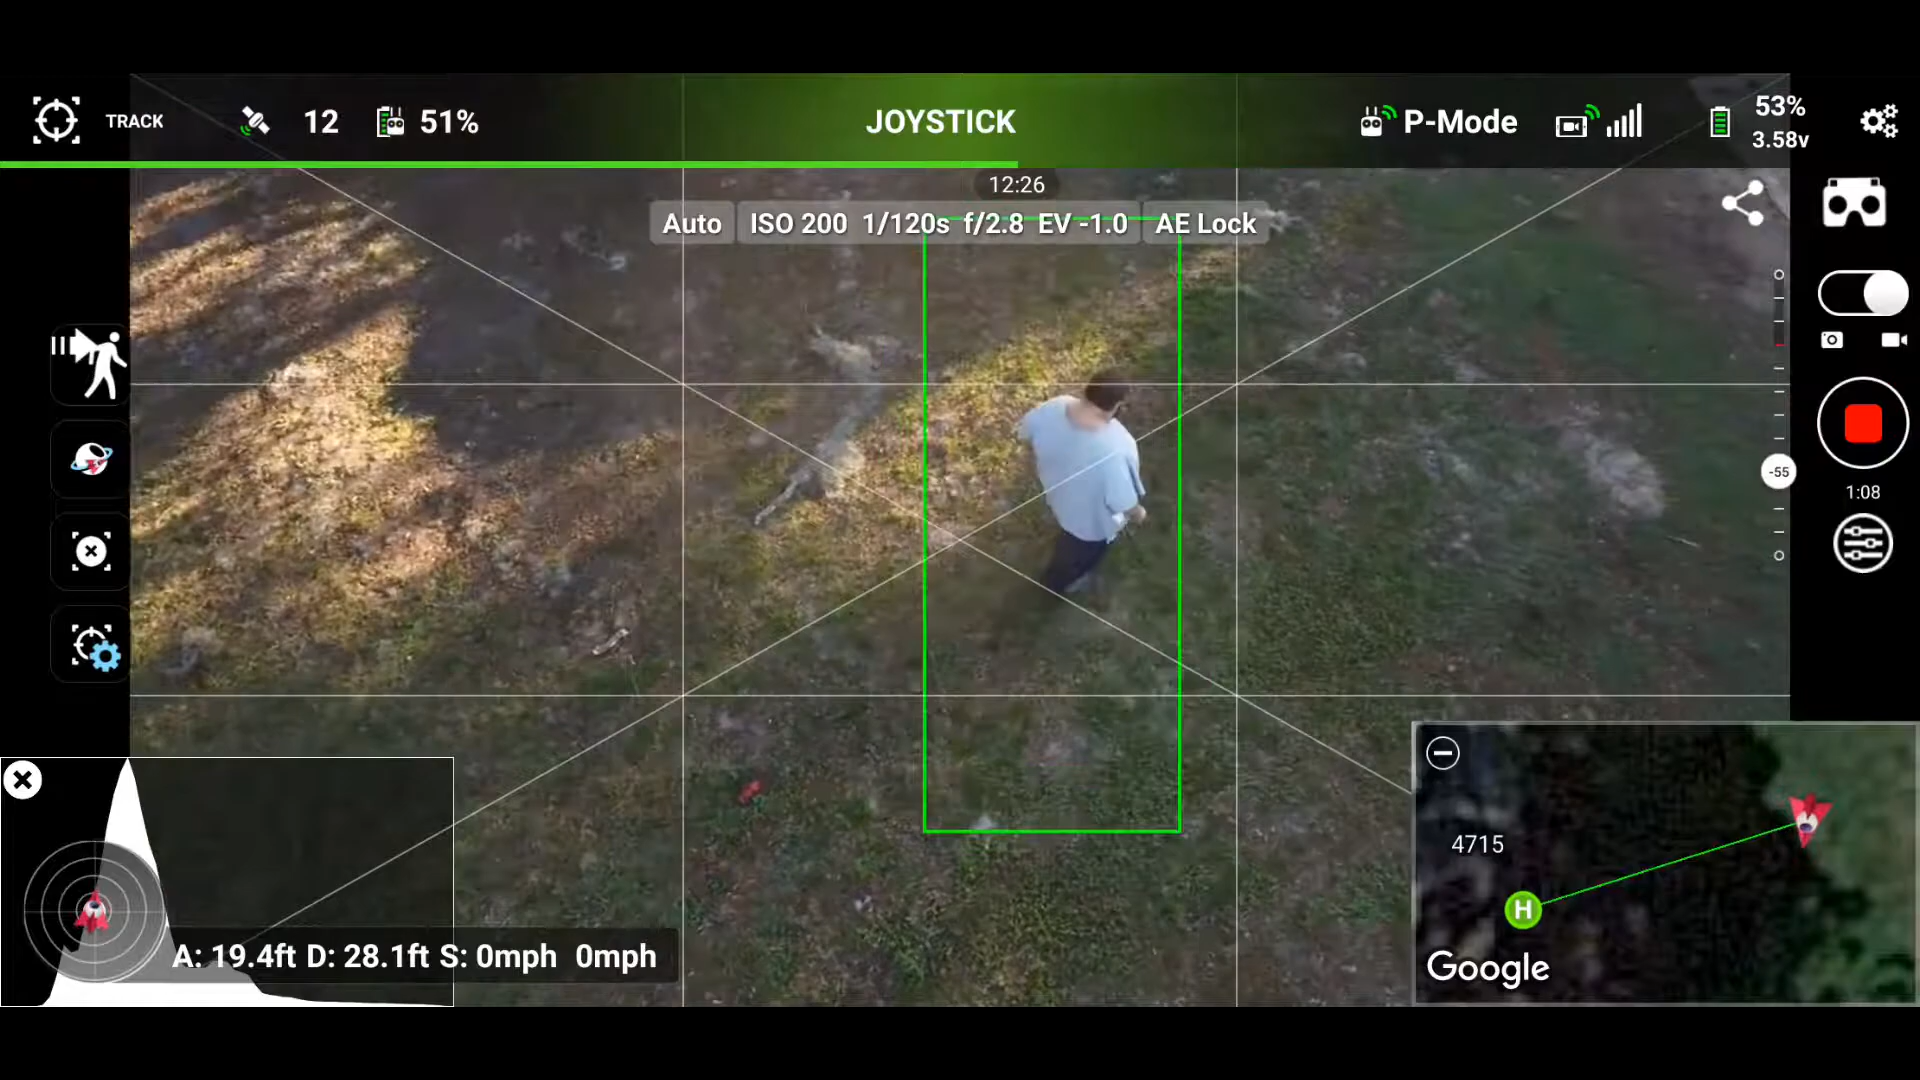 TRACK 12 51% JOYSTICK P-Mode 53%
3.58v
12:26
Auto ISO 200 1/120s f/2.8 EV -1.0 AE Lock
-55
1:08
4715
H
A: 19.4ft D: 28.1ft S: 0mph 0mph
Google